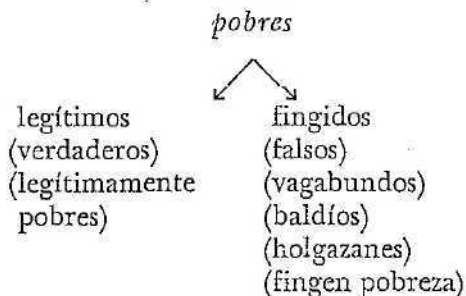 pobres
legítimos
(verdaderos)
(legítimamente
pobres)
fingidos
(falsos)
(vagabundos)
(baldíos)
(holgazanes)
(fingen pobreza)